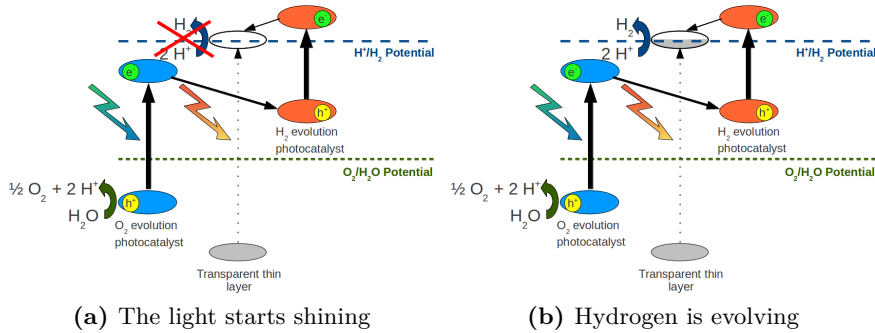 H₂
2 H⁺
H⁺/H₂ Potential
e⁻
e⁻
h⁺
H₂ evolution
photocatalyst
O₂/H₂O Potential
½ O₂ + 2 H⁺
H₂O
h⁺
O₂ evolution
photocatalyst
Transparent thin
layer
(a) The light starts shining
H₂
2 H⁺
H⁺/H₂ Potential
e⁻
e⁻
h⁺
H₂ evolution
photocatalyst
O₂/H₂O Potential
½ O₂ + 2 H⁺
H₂O
h⁺
O₂ evolution
photocatalyst
Transparent thin
layer
(b) Hydrogen is evolving